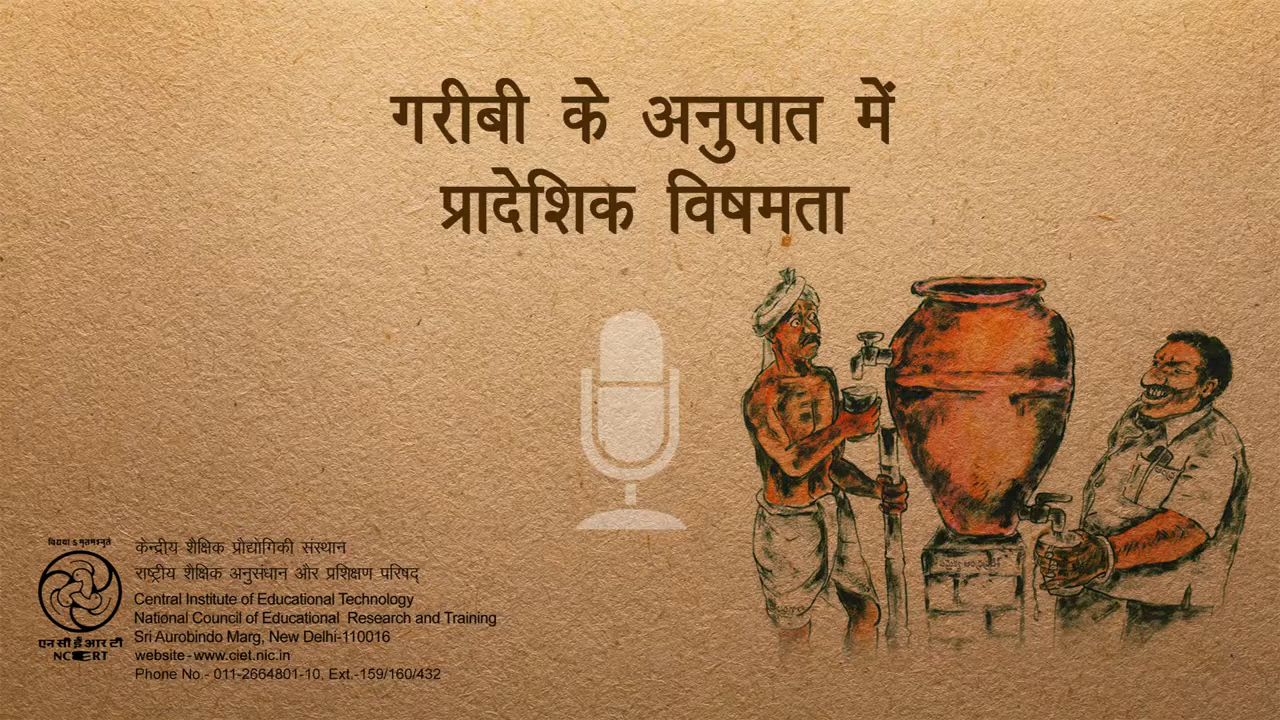 गरीबी के अनुपात में
प्रादेशिक विषमता
विद्यया ऽ मृतमश्नुते
एन सी ई आर टी
NCERT
केन्द्रीय शैक्षिक प्रौद्योगिकी संस्थान
राष्ट्रीय शैक्षिक अनुसंधान और प्रशिक्षण परिषद्
Central Institute of Educational Technology
National Council of Educational Research and Training
Sri Aurobindo Marg, New Delhi-110016
website - www.ciet.nic.in
Phone No.- 011-2664801-10, Ext.-159/160/432